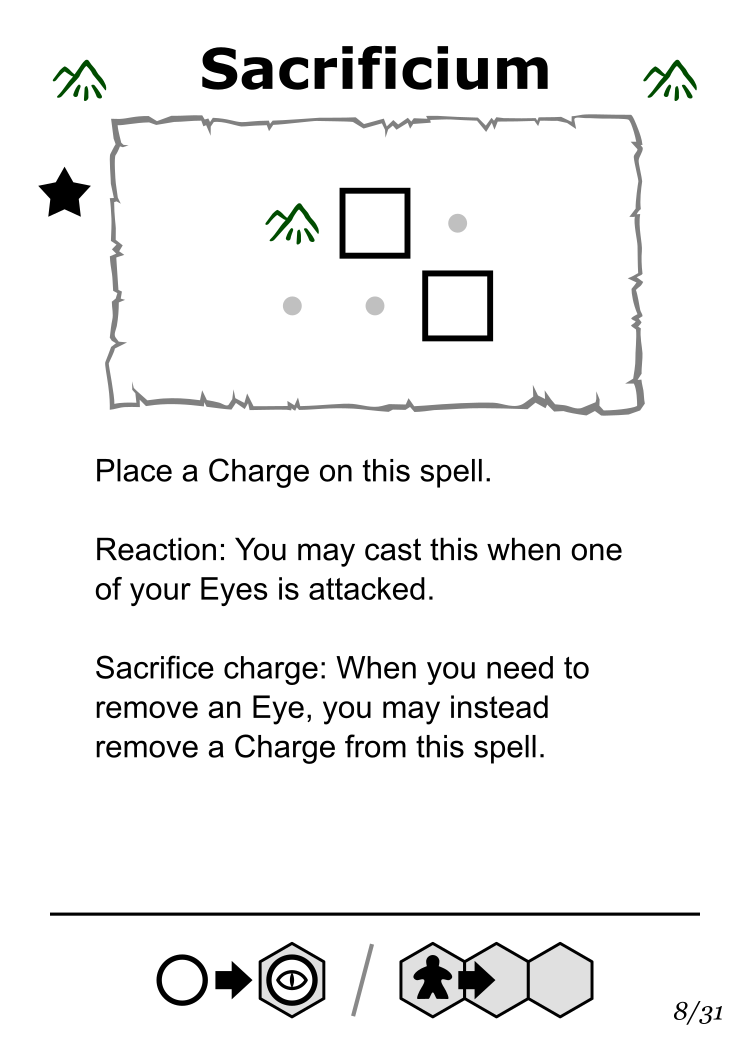 Sacrificium
Place a Charge on this spell.
Reaction: You may cast this when one
of your Eyes is attacked.
Sacrifice charge: When you need to
remove an Eye, you may instead
remove a Charge from this spell.
8/31